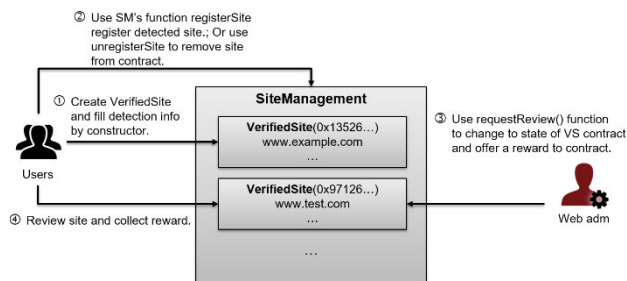 ② Use SM's function registerSite
register detected site.; Or use
unregisterSite to remove site
from contract.
① Create VerifiedSite
and fill detection info
by constructor.
Users
④ Review site and collect reward.
SiteManagement
VerifiedSite(0x13526...)
www.example.com
...
VerifiedSite(0x97126...)
www.test.com
...
...
③ Use requestReview() function
to change to state of VS contract
and offer a reward to contract.
Web adm